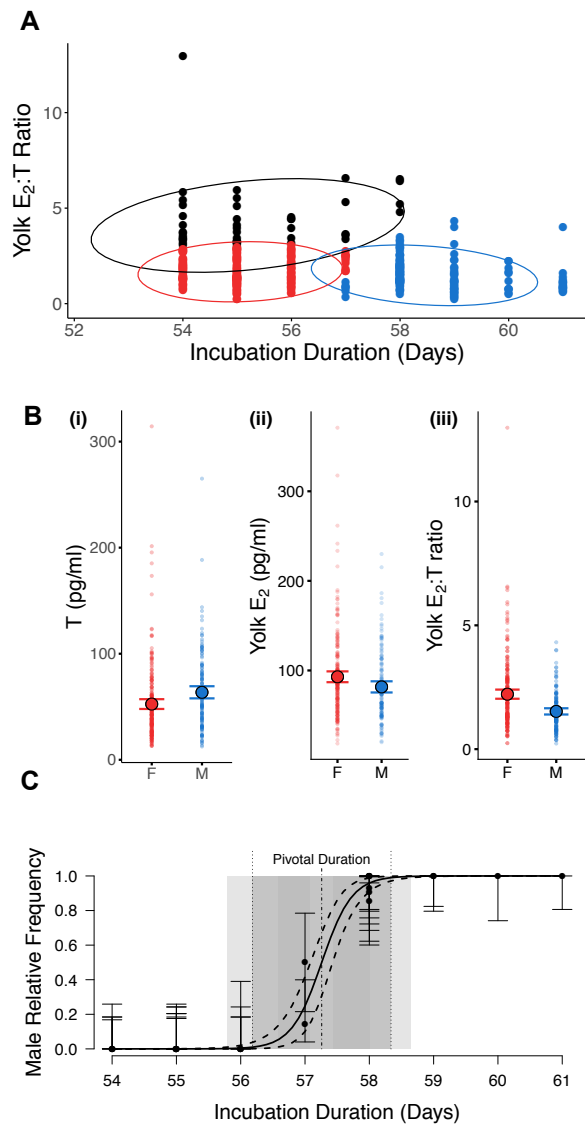 A
Yolk E₂:T Ratio
10
5
0
52
54
56
58
60
Incubation Duration (Days)
B
(i)
(ii)
(iii)
T (pg/ml)
300
200
100
0
F
M
Yolk E₂ (pg/ml)
300
200
100
F
M
Yolk E₂:T ratio
10
5
0
F
M
C
Pivotal Duration
Male Relative Frequency
1.0
0.8
0.6
0.4
0.2
0.0
54
55
56
57
58
59
60
61
Incubation Duration (Days)